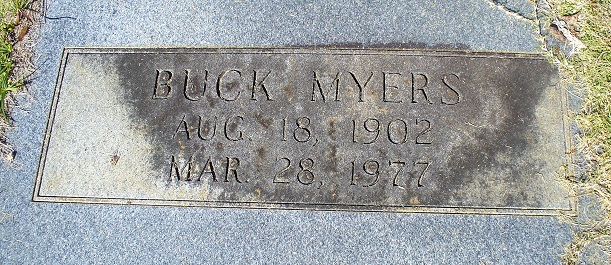 BUCK MYERS
AUG. 18, 1902
MAR. 28, 1977